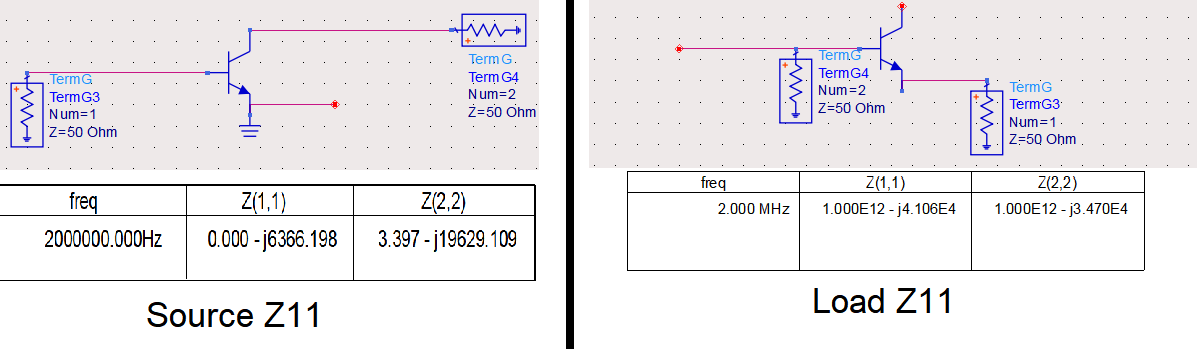 TermG
TermG4
Num=2
Z=50 Ohm
TermG
TermG3
Num=1
Z=50 Ohm
freq Z(1,1) Z(2,2)
2000000.000Hz 0.000 - j6366.198 3.397 - j19629.109
Source Z11
TermG
TermG4
Num=2
Z=50 Ohm
TermG
TermG3
Num=1
Z=50 Ohm
freq Z(1,1) Z(2,2)
2.000 MHz 1.000E12 - j4.106E4 1.000E12 - j3.470E4
Load Z11